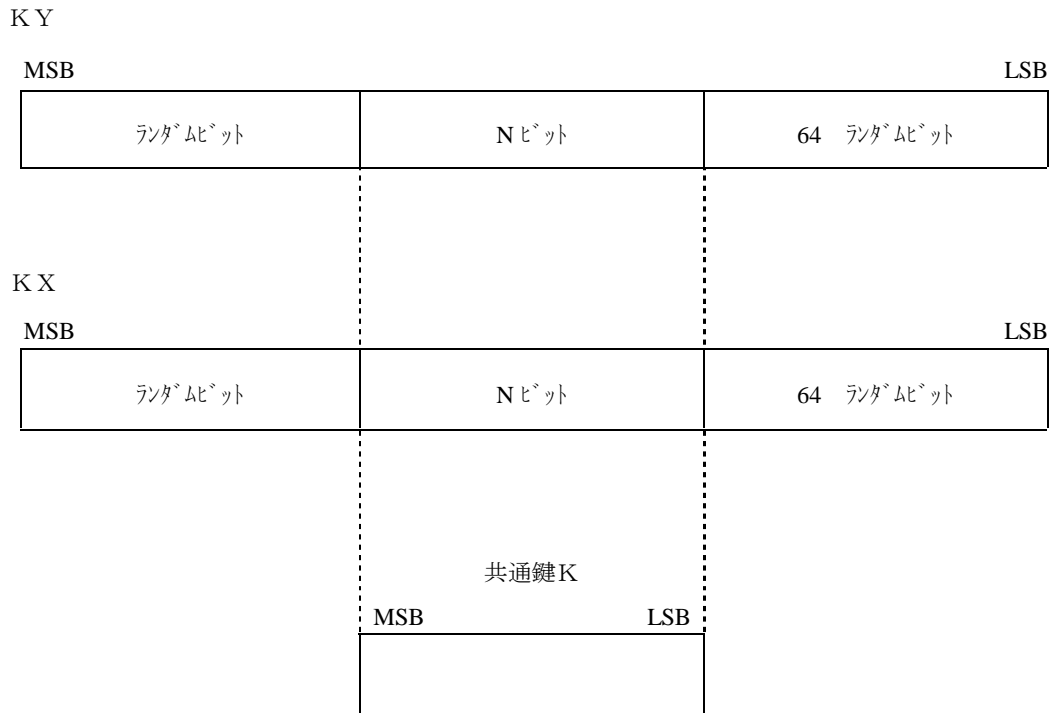 ＫＹ
MSB LSB
ﾗﾝﾀﾞﾑﾋﾞｯﾄ Nﾋﾞｯﾄ 64　ﾗﾝﾀﾞﾑﾋﾞｯﾄ
ＫＸ
MSB LSB
ﾗﾝﾀﾞﾑﾋﾞｯﾄ Nﾋﾞｯﾄ 64　ﾗﾝﾀﾞﾑﾋﾞｯﾄ
共通鍵Ｋ
MSB LSB